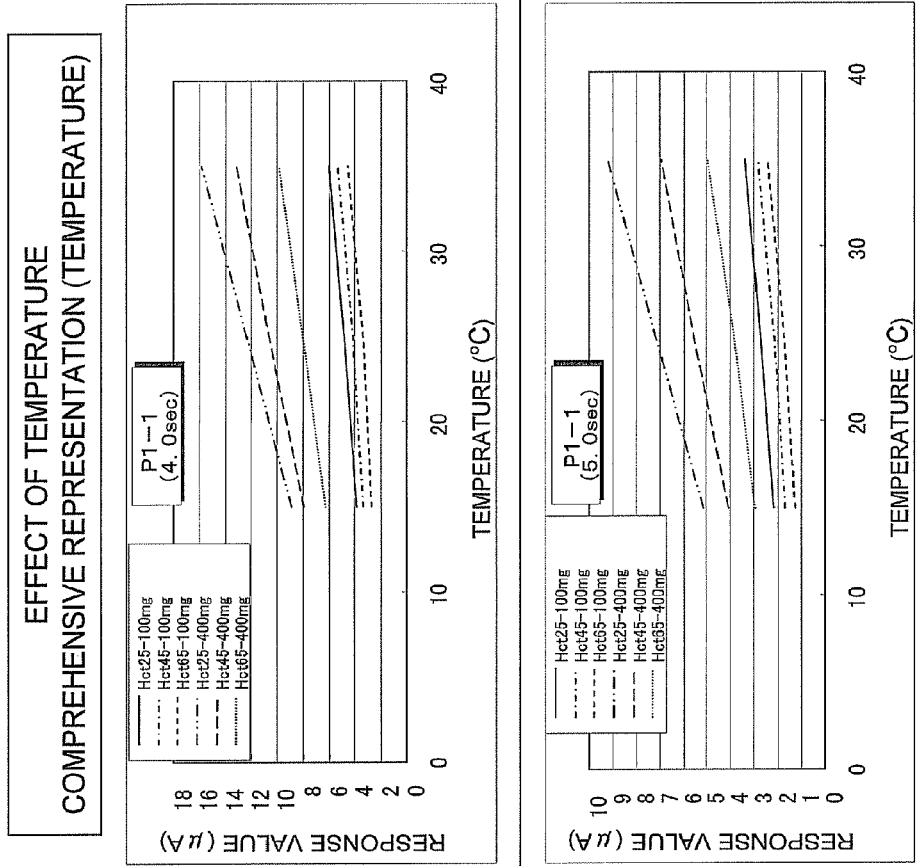 EFFECT OF TEMPERATURE
COMPREHENSIVE REPRESENTATION (TEMPERATURE)
P1-1
(4. 0sec)
Hct25-100mg
Hct45-100mg
Hct65-100mg
Hct25-400mg
Hct45-400mg
Hct65-400mg
18
16
14
12
10
8
6
4
2
0
RESPONSE VALUE (μA)
0
10
20
30
40
TEMPERATURE (°C)
P1-1
(5. 0sec)
Hct25-100mg
Hct45-100mg
Hct65-100mg
Hct25-400mg
Hct45-400mg
Hct65-400mg
10
9
8
7
6
5
4
3
2
1
0
RESPONSE VALUE (μA)
0
10
20
30
40
TEMPERATURE (°C)